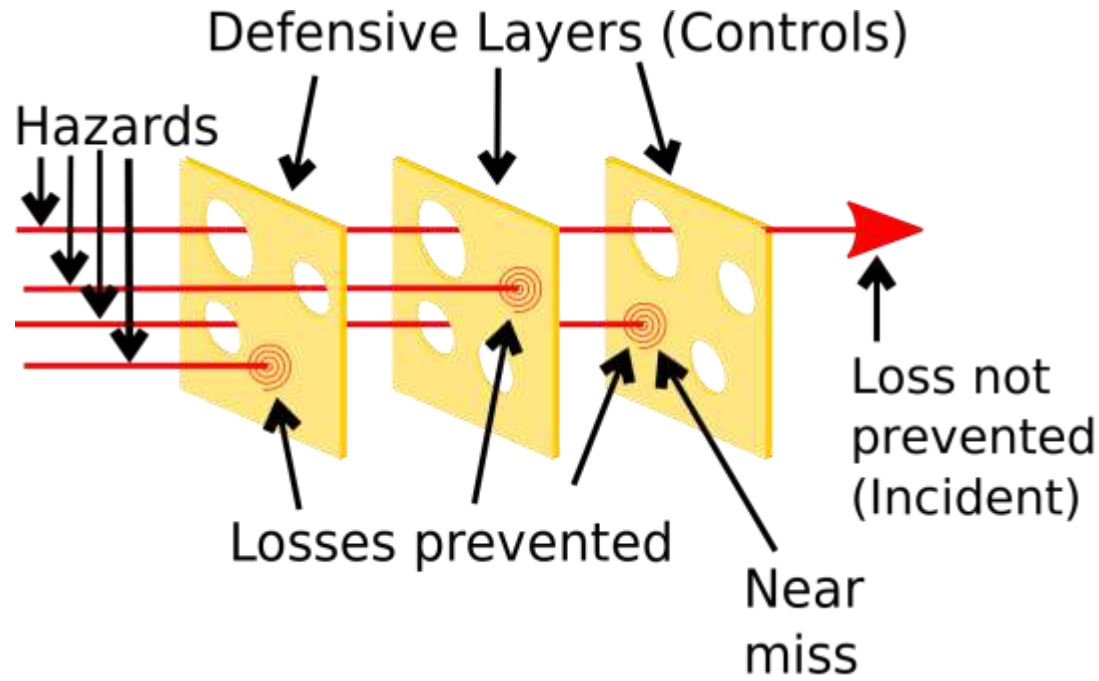 Defensive Layers (Controls)
Hazards
Loss not
prevented
(Incident)
Losses prevented
Near
miss